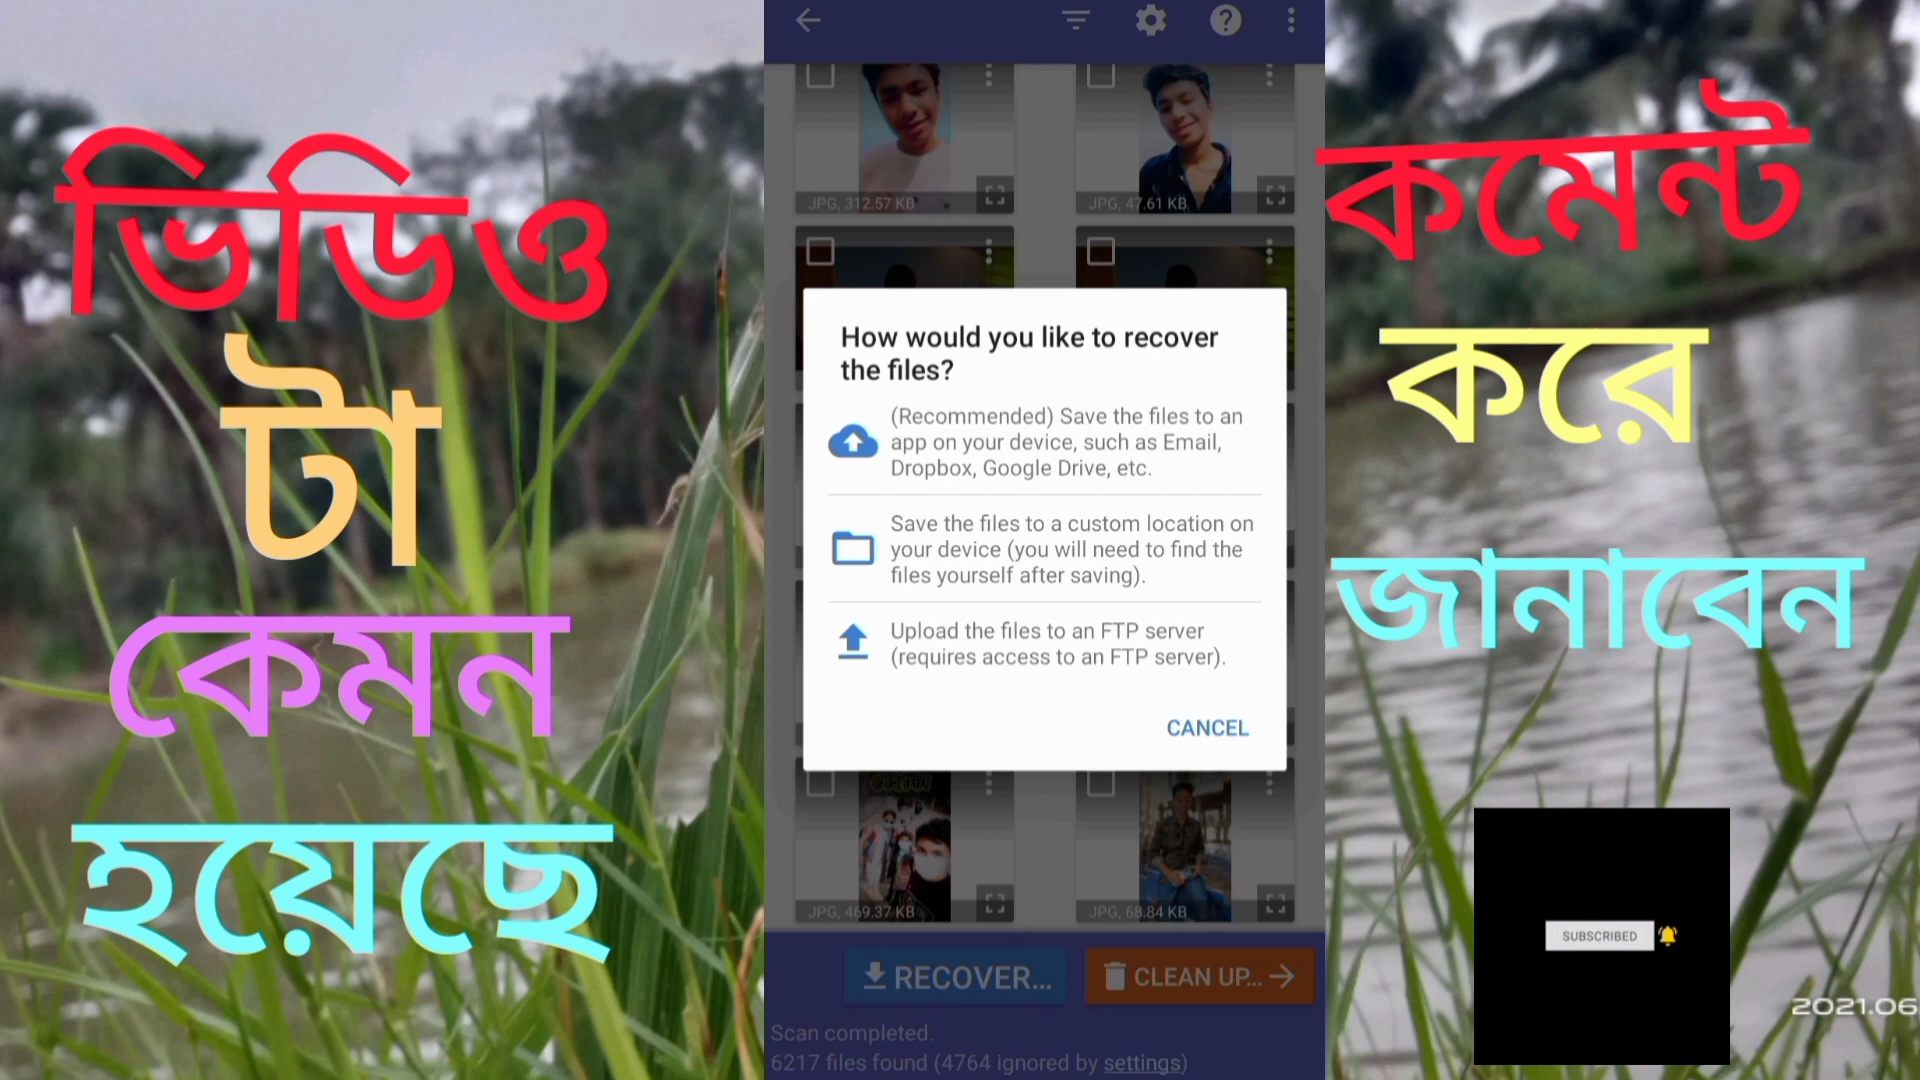 ভিডিও
টা
কেমন
হয়েছে
JPG, 312.57 KB
JPG, 47.61 KB
How would you like to recover
the files?
(Recommended) Save the files to an
app on your device, such as Email,
Dropbox, Google Drive, etc.
Save the files to a custom location on
your device (you will need to find the
files yourself after saving).
Upload the files to an FTP server
(requires access to an FTP server).
CANCEL
JPG, 469.37 KB
JPG, 68.84 KB
RECOVER...
CLEAN UP...
Scan completed.
6217 files found (4764 ignored by settings)
কমেন্ট
করে
জানাবেন
SUBSCRIBED
2021.06